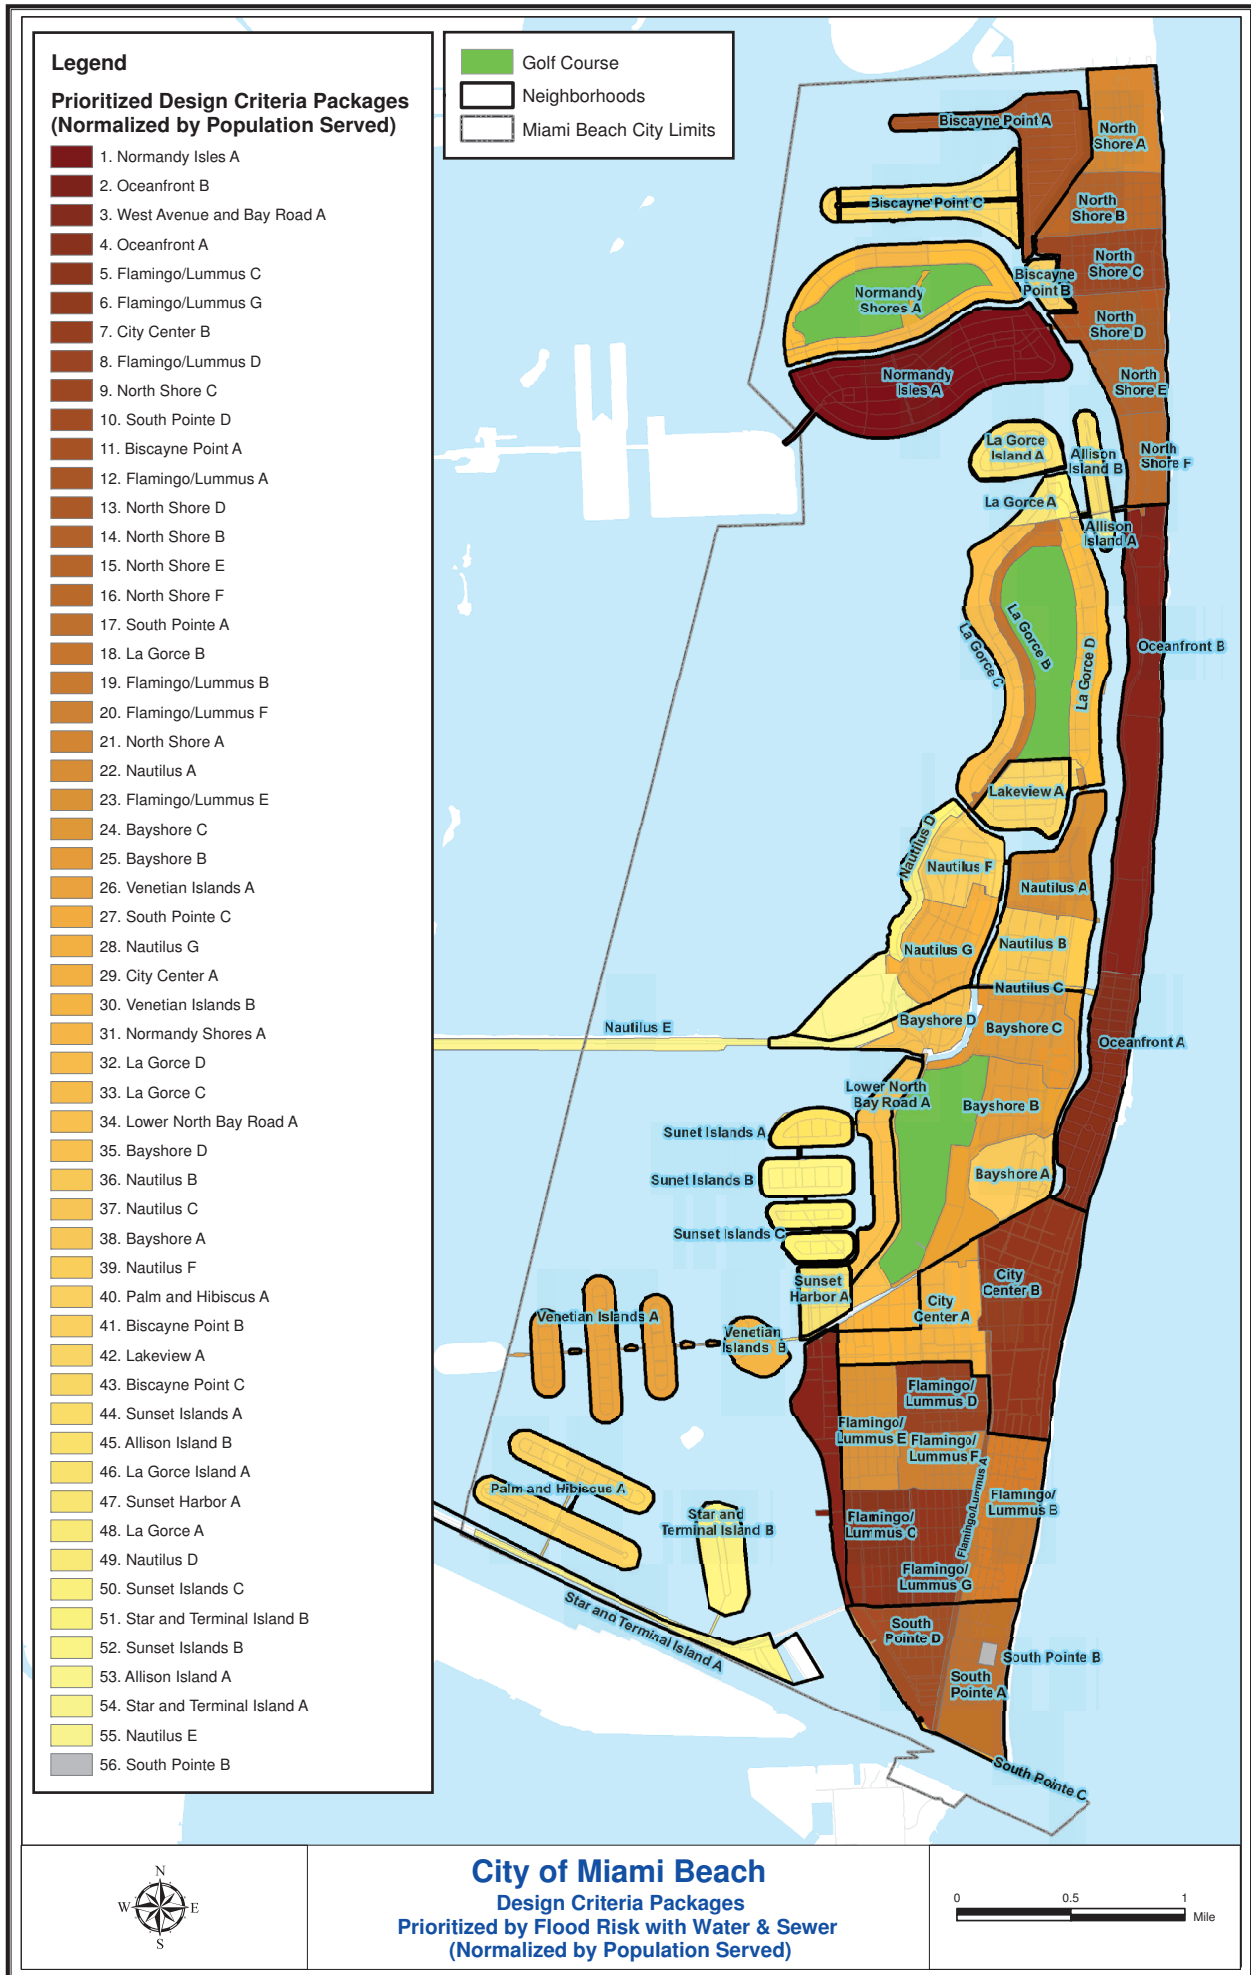 Legend
Prioritized Design Criteria Packages
(Normalized by Population Served)
1. Normandy Isles A
2. Oceanfront B
3. West Avenue and Bay Road A
4. Oceanfront A
5. Flamingo/Lummus C
6. Flamingo/Lummus G
7. City Center B
8. Flamingo/Lummus D
9. North Shore C
10. South Pointe D
11. Biscayne Point A
12. Flamingo/Lummus A
13. North Shore D
14. North Shore B
15. North Shore E
16. North Shore F
17. South Pointe A
18. La Gorce B
19. Flamingo/Lummus B
20. Flamingo/Lummus F
21. North Shore A
22. Nautilus A
23. Flamingo/Lummus E
24. Bayshore C
25. Bayshore B
26. Venetian Islands A
27. South Pointe C
28. Nautilus G
29. City Center A
30. Venetian Islands B
31. Normandy Shores A
32. La Gorce D
33. La Gorce C
34. Lower North Bay Road A
35. Bayshore D
36. Nautilus B
37. Nautilus C
38. Bayshore A
39. Nautilus F
40. Palm and Hibiscus A
41. Biscayne Point B
42. Lakeview A
43. Biscayne Point C
44. Sunset Islands A
45. Allison Island B
46. La Gorce Island A
47. Sunset Harbor A
48. La Gorce A
49. Nautilus D
50. Sunset Islands C
51. Star and Terminal Island B
52. Sunset Islands B
53. Allison Island A
54. Star and Terminal Island A
55. Nautilus E
56. South Pointe B
Golf Course
Neighborhoods
Miami Beach City Limits
Biscayne Point A
North
Shore A
Biscayne Point C
North
Shore B
North
Shore C
Biscayne
Point B
Normandy
Shores A
North
Shore D
Normandy
Isles A
North
Shore E
La Gorce
Island A
Allison
Island B
North
Shore F
La Gorce A
Allison
Island A
La Gorce B
La Gorce C
La Gorce D
Oceanfront B
Lakeview A
Nautilus D
Nautilus F
Nautilus A
Nautilus G
Nautilus B
Nautilus C
Nautilus E
Bayshore D
Bayshore C
Oceanfront A
Lower North
Bay Road A
Bayshore B
Sunet Islands A
Sunet Islands B
Bayshore A
Sunset Islands C
Sunset
Harbor A
City
Center B
City
Center A
Venetian Islands A
Venetian
Islands B
Flamingo/
Lummus D
Flamingo/
Lummus E
Flamingo/
Lummus F
Flamingo/Lummus A
Flamingo/
Lummus B
Palm and Hibiscus A
Star and
Terminal Island B
Flamingo/
Lummus C
Flamingo/
Lummus G
Star and Terminal Island A
South
Pointe D
South Pointe B
South
Pointe A
South Pointe C
N
W
E
S
City of Miami Beach
Design Criteria Packages
Prioritized by Flood Risk with Water & Sewer
(Normalized by Population Served)
0 0.5 1
Mile